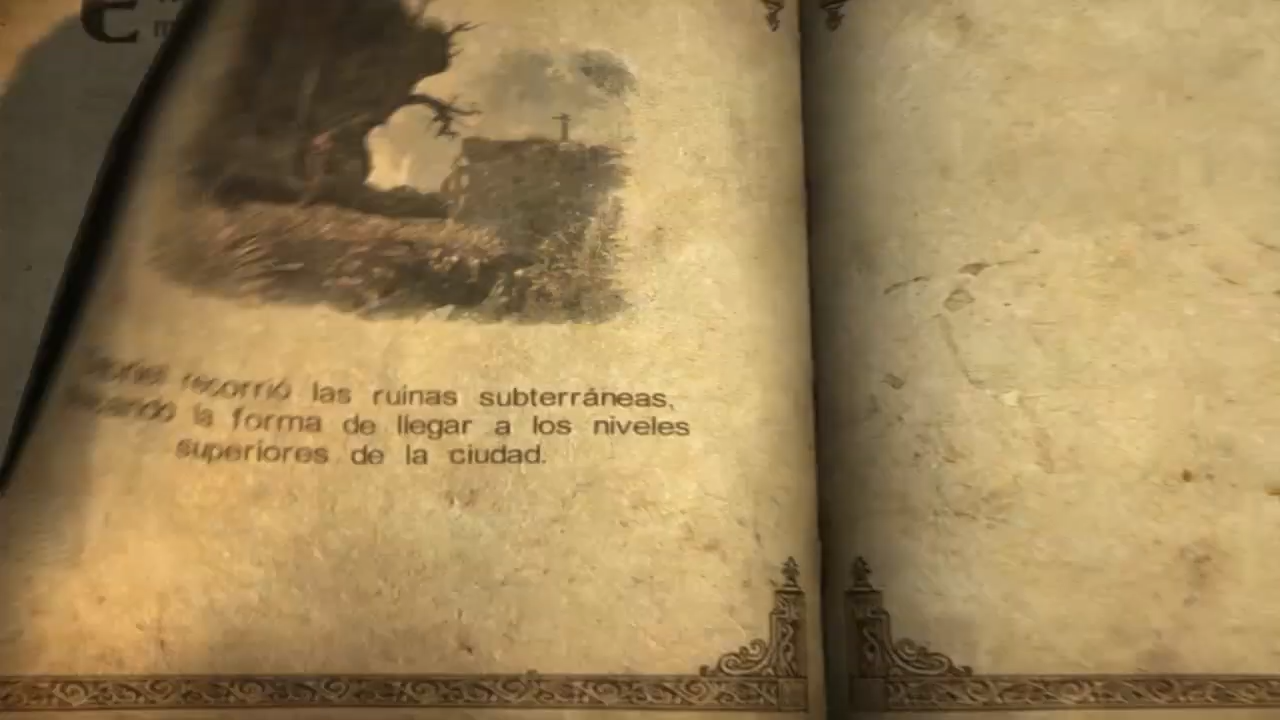 recorrió las ruinas subterráneas,
la forma de llegar a los niveles
superiores de la ciudad.